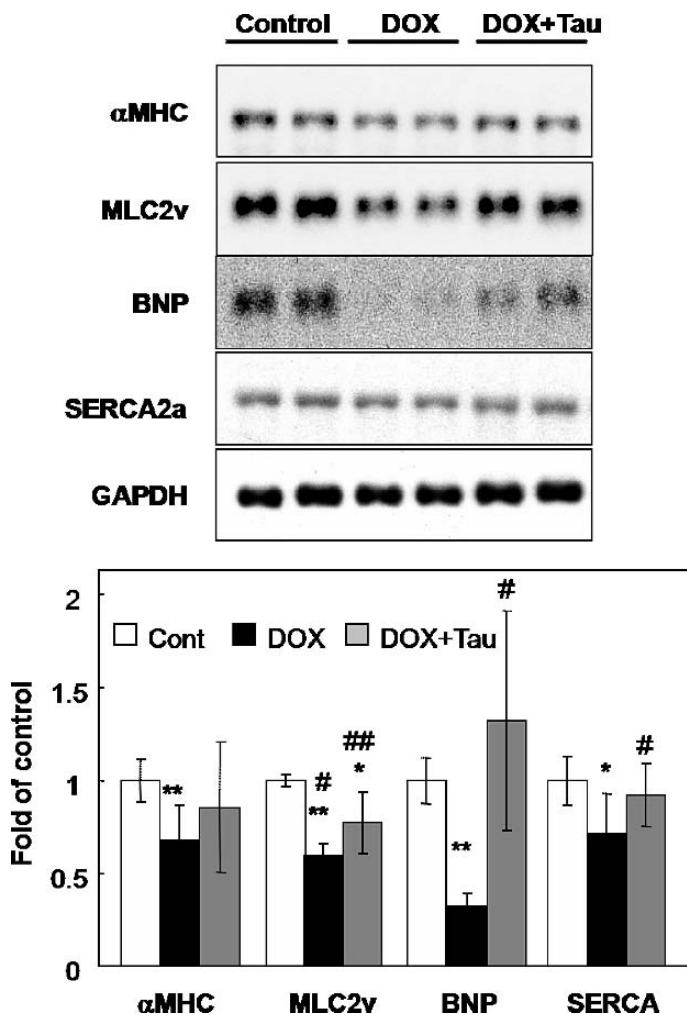 Control DOX DOX+Tau
αMHC
MLC2v
BNP
SERCA2a
GAPDH
2
#
Cont DOX DOX+Tau
1.5
##
# * * #
** **
1
**
0.5
0
Fold of control
αMHC MLC2v BNP SERCA